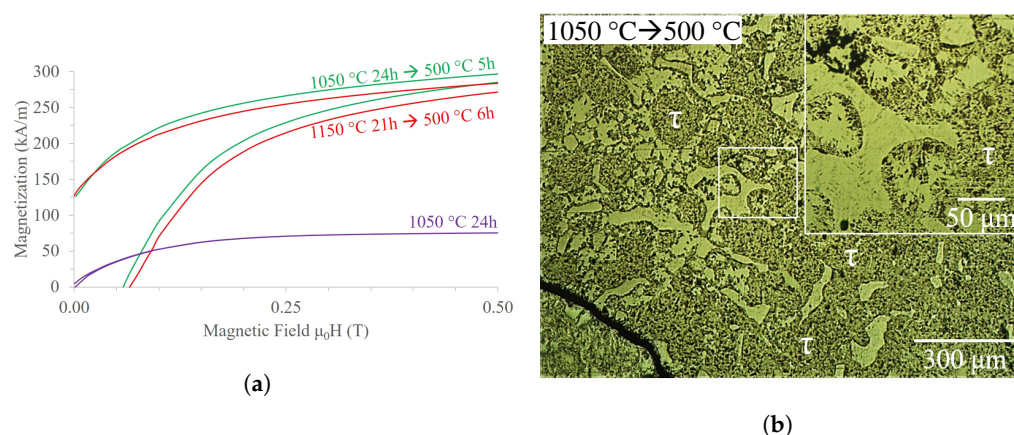 Magnetization (kA/m)
300
250
200
150
100
50
0
0.00
0.25
0.50
Magnetic Field μ₀H (T)
1050 °C 24h → 500 °C 5h
1150 °C 21h → 500 °C 6h
1050 °C 24h
(a)
1050 °C→500 °C
τ
τ
50 μm
τ
τ
300 μm
(b)